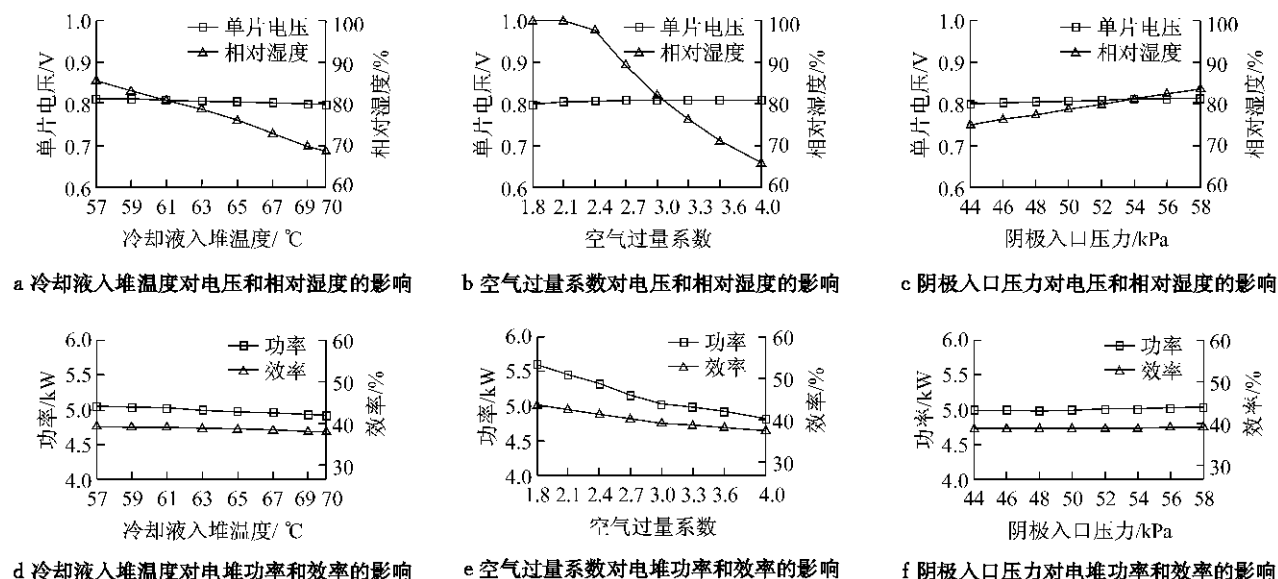 1.0 0.9 0.8 0.7 0.6
单片电压/V
单片电压
相对湿度
100 90 80 70 60
相对湿度/%
57 59 61 63 65 67 69 70
冷却液入堆温度/ ℃
a 冷却液入堆温度对电压和相对湿度的影响
1.0 0.9 0.8 0.7 0.6
单片电压/V
单片电压
相对湿度
100 90 80 70 60
相对湿度/%
1.8 2.1 2.4 2.7 3.0 3.3 3.6 4.0
空气过量系数
b 空气过量系数对电压和相对湿度的影响
1.0 0.9 0.8 0.7 0.6
单片电压/V
单片电压
相对湿度
100 90 80 70 60
相对湿度/%
44 46 48 50 52 54 56 58
阴极入口压力/kPa
c 阴极入口压力对电压和相对湿度的影响
6.0 5.5 5.0 4.5 4.0
功率/kW
功率
效率
60 50 40 30
效率/%
57 59 61 63 65 67 69 70
冷却液入堆温度/ ℃
d 冷却液入堆温度对电堆功率和效率的影响
6.0 5.5 5.0 4.5 4.0
功率/kW
功率
效率
60 50 40 30
效率/%
1.8 2.1 2.4 2.7 3.0 3.3 3.6 4.0
空气过量系数
e 空气过量系数对电堆功率和效率的影响
6.0 5.5 5.0 4.5 4.0
功率/kW
功率
效率
60 50 40 30
效率/%
44 46 48 50 52 54 56 58
阴极入口压力/kPa
f 阴极入口压力对电堆功率和效率的影响